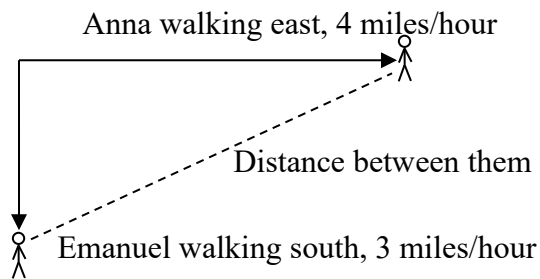 Anna walking east, 4 miles/hour
Distance between them
Emanuel walking south, 3 miles/hour